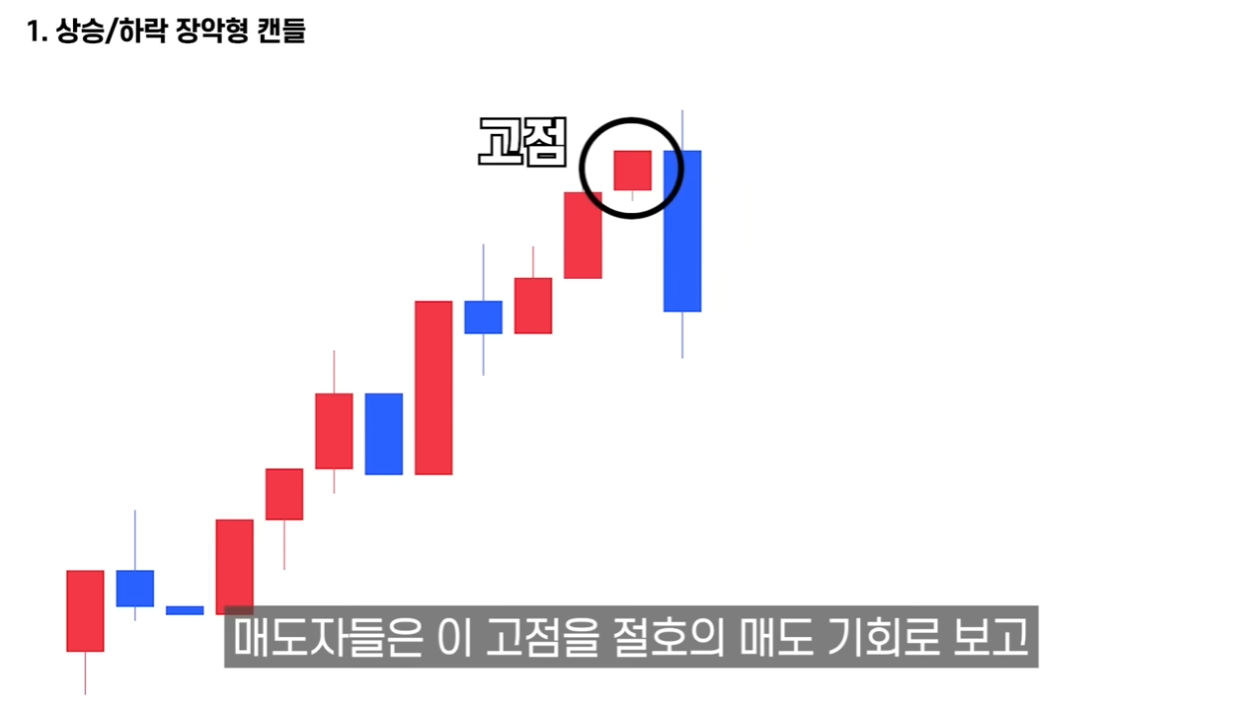 1. 상승/하락 장악형 캔들
고점
매도자들은 이 고점을 절호의 매도 기회로 보고